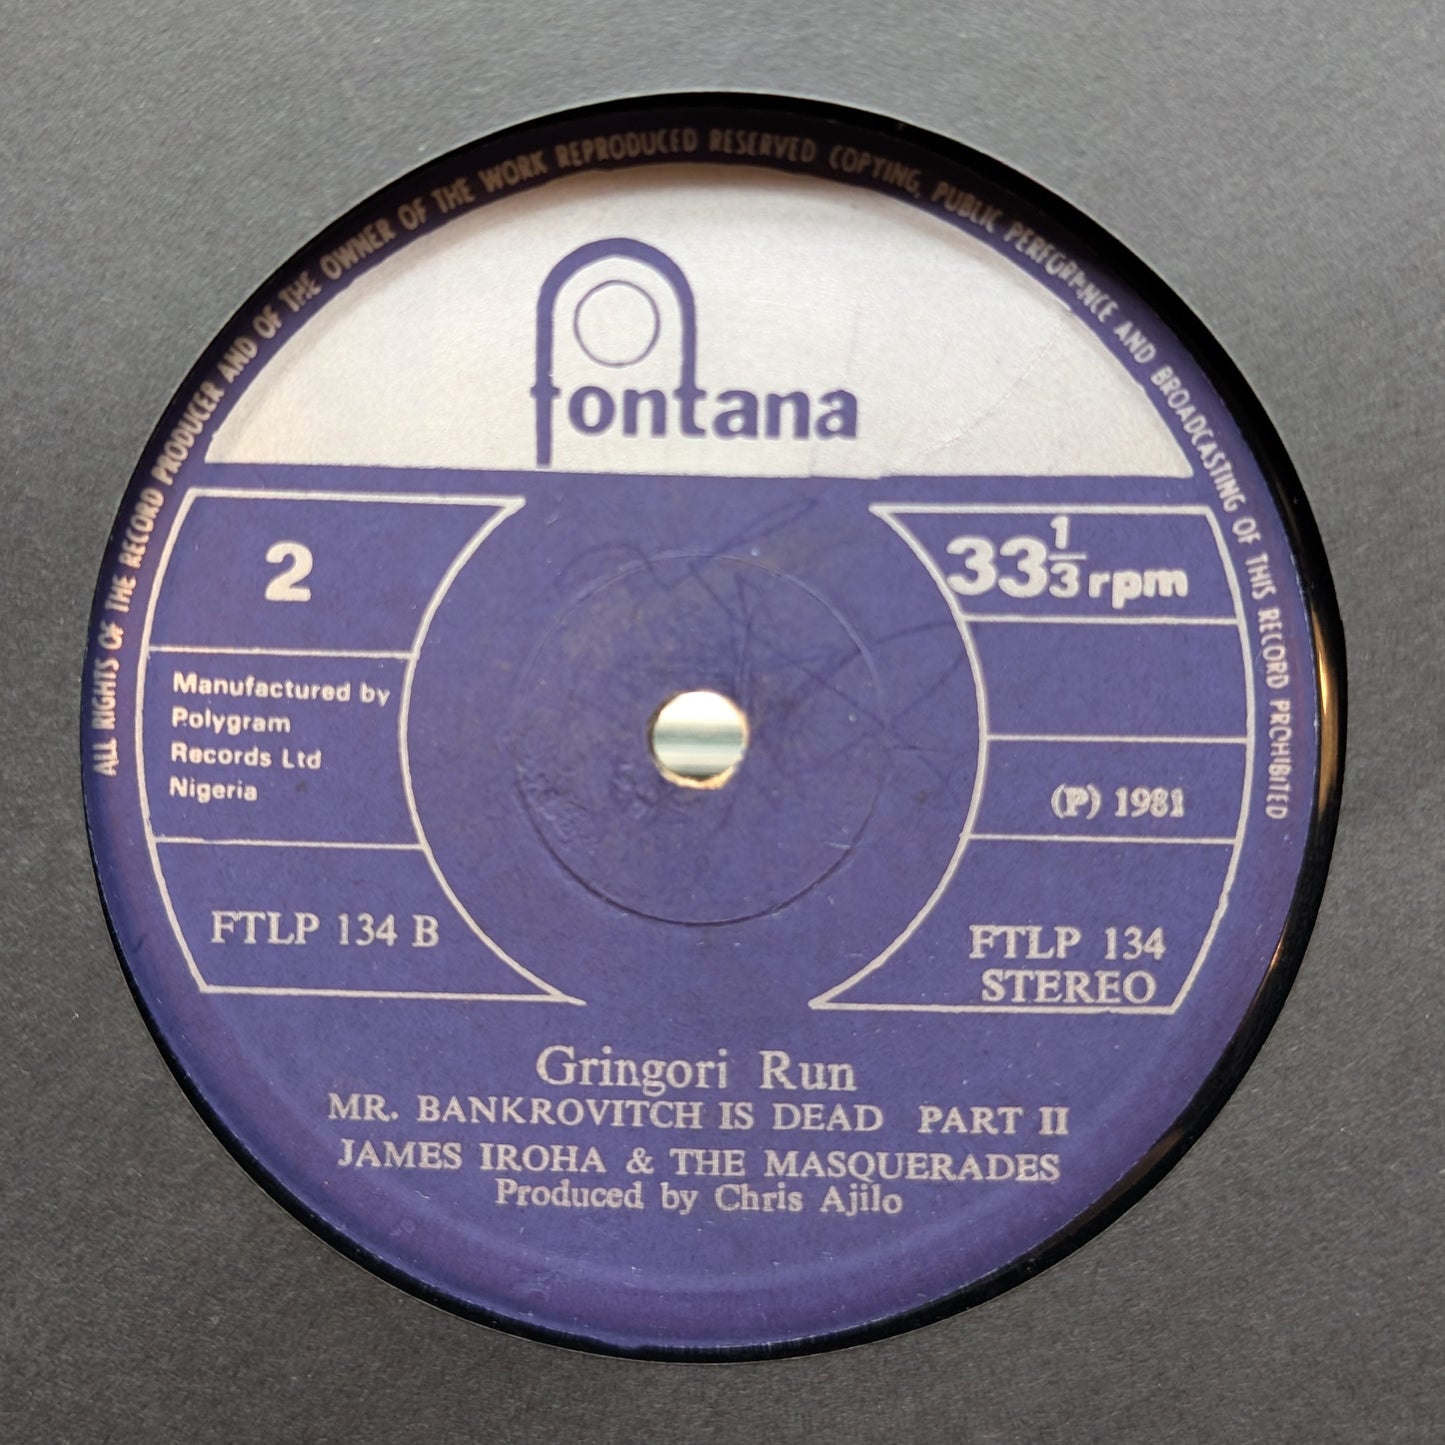 ALL RIGHTS OF THE RECORD PRODUCER AND OF THE OWNER OF THE WORK REPRODUCED RESERVED COPYING, PUBLIC PERFORMANCE AND BROADCASTING OF THIS RECORD PROHIBITED
fontana
2
33 1/3 rpm
Manufactured by
Polygram
Records Ltd
Nigeria
(P) 1981
FTLP 134 B
FTLP 134
STEREO
Gringori Run
MR. BANKROVITCH IS DEAD PART II
JAMES IROHA & THE MASQUERADES
Produced by Chris Ajilo